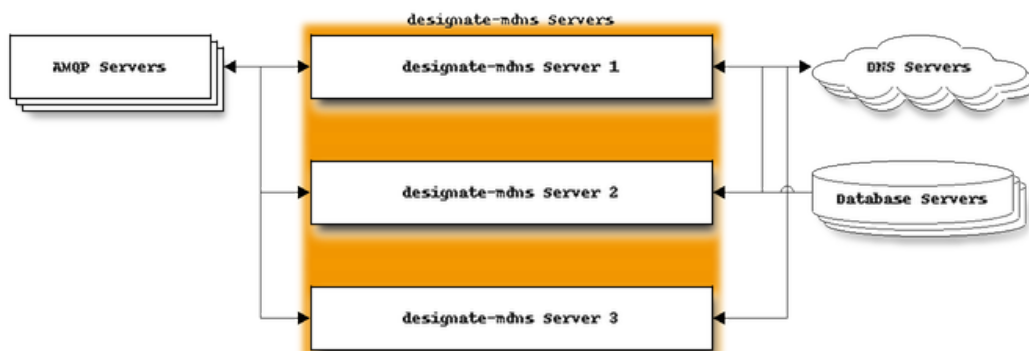 designate-mdns Servers
AMQP Servers
designate-mdns Server 1
DNS Servers
designate-mdns Server 2
Database Servers
designate-mdns Server 3